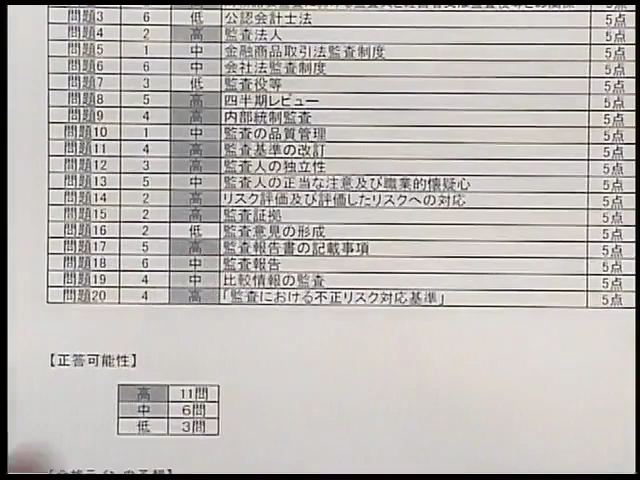 問題3 6 低 公認会計士法 5点
問題4 2 高 監査法人 5点
問題5 1 中 金融商品取引法監査制度 5点
問題6 6 中 会社法監査制度 5点
問題7 3 低 監査役等 5点
問題8 5 高 四半期レビュー 5点
問題9 4 高 内部統制監査 5点
問題10 1 中 監査の品質管理 5点
問題11 4 高 監査基準の改訂 5点
問題12 3 高 監査人の独立性 5点
問題13 5 中 監査人の正当な注意及び職業的懐疑心 5点
問題14 2 高 リスク評価及び評価したリスクへの対応 5点
問題15 2 高 監査証拠 5点
問題16 2 低 監査意見の形成 5点
問題17 5 高 監査報告書の記載事項 5点
問題18 6 中 監査報告 5点
問題19 4 中 比較情報の監査 5点
問題20 4 高 「監査における不正リスク対応基準」 5点
【正答可能性】
高 11問
中 6問
低 3問